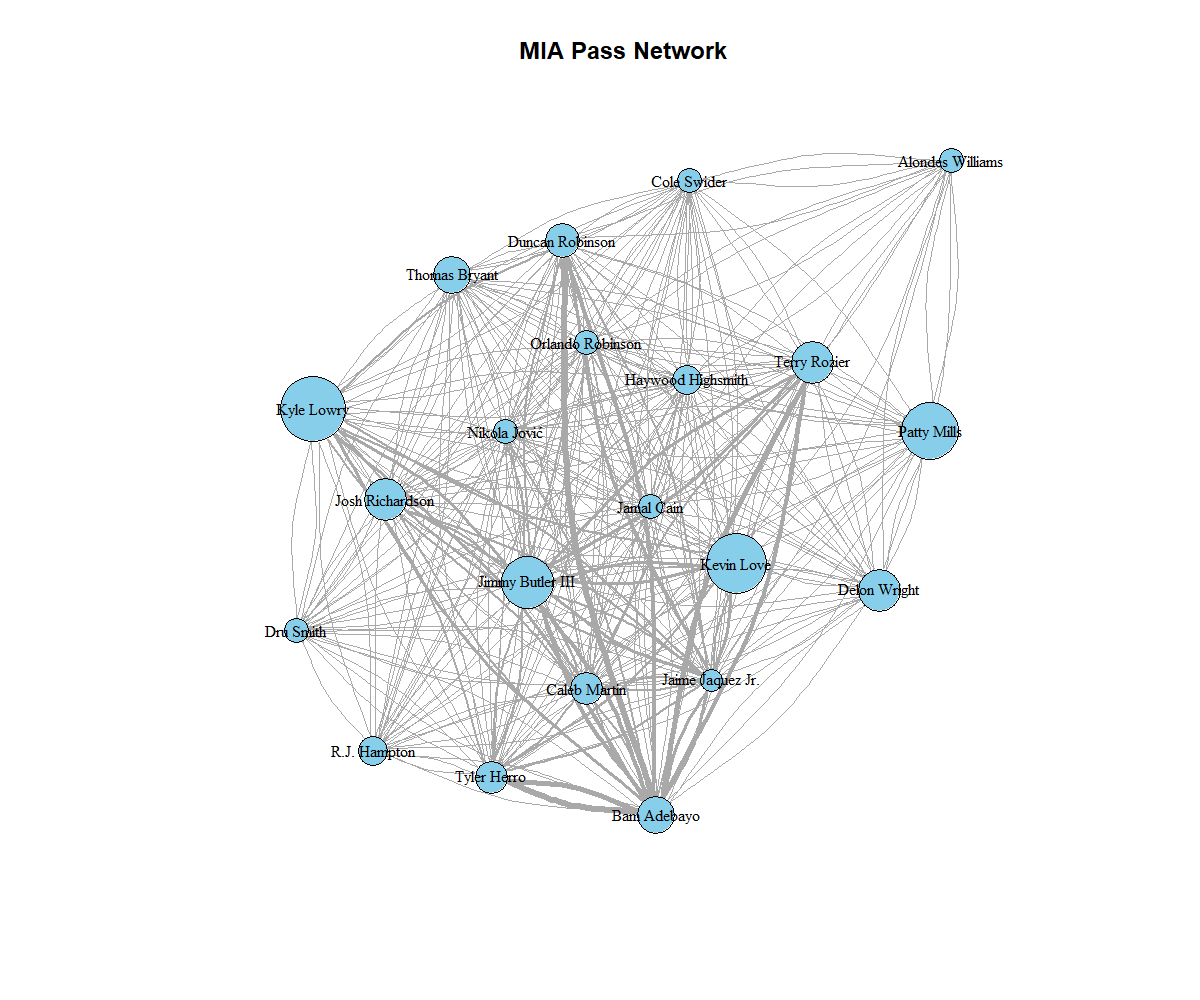 MIA Pass Network
Alondes Williams
Cole Swider
Duncan Robinson
Thomas Bryant
Orlando Robinson
Terry Rozier
Haywood Highsmith
Kyle Lowry
Nikola Jović
Patty Mills
Josh Richardson
Jamal Cain
Kevin Love
Jimmy Butler III
Delon Wright
Dru Smith
Jaime Jaquez Jr.
Caleb Martin
R.J. Hampton
Tyler Herro
Bam Adebayo